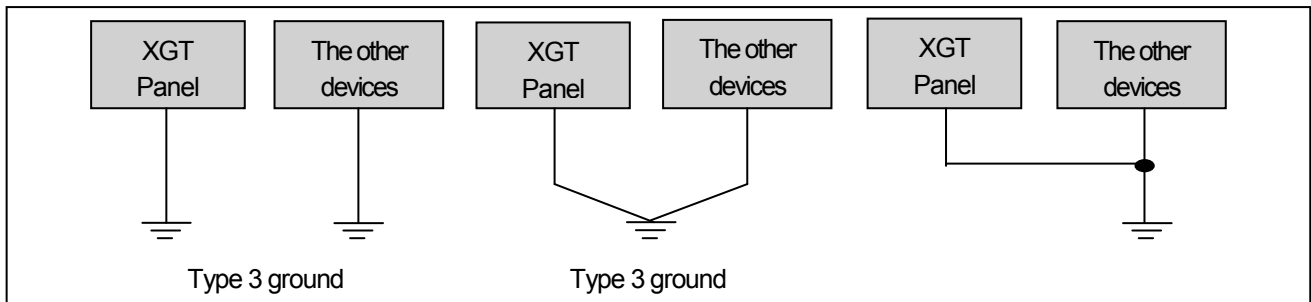 XGT
Panel
The other
devices
XGT
Panel
The other
devices
XGT
Panel
The other
devices
Type 3 ground
Type 3 ground